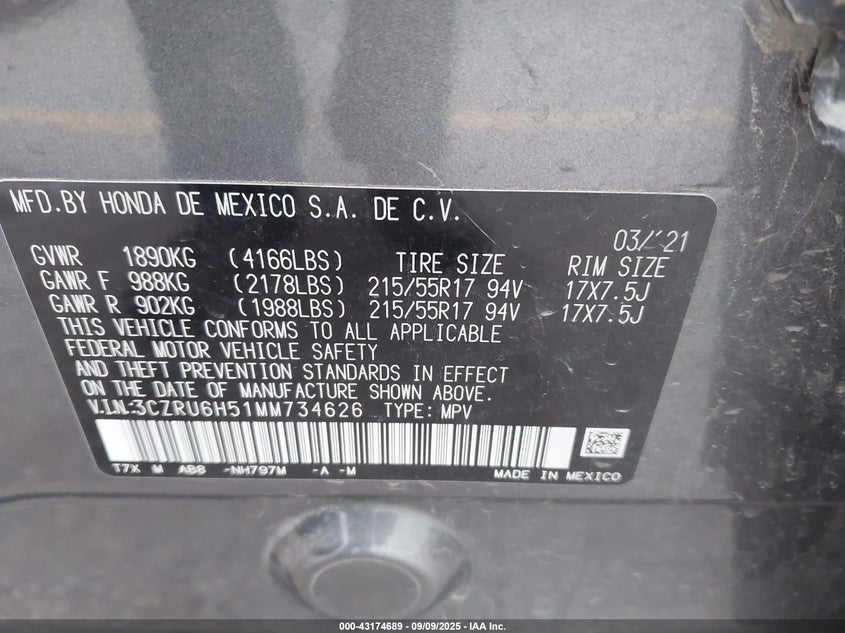 MFD.BY HONDA DE MEXICO S.A. DE C.V.
03/'21
GVWR 1890KG (4166LBS) TIRE SIZE RIM SIZE
GAWR F 988KG (2178LBS) 215/55R17 94V 17X7.5J
GAWR R 902KG (1988LBS) 215/55R17 94V 17X7.5J
THIS VEHICLE CONFORMS TO ALL APPLICABLE
FEDERAL MOTOR VEHICLE SAFETY
AND THEFT PREVENTION STANDARDS IN EFFECT
ON THE DATE OF MANUFACTURE SHOWN ABOVE.
V.I.N:3CZRU6H51MM734626 TYPE: MPV
T7X M ABB -NH797M -A -M MADE IN MEXICO
000-43174689 - 09/09/2025 - IAA Inc.